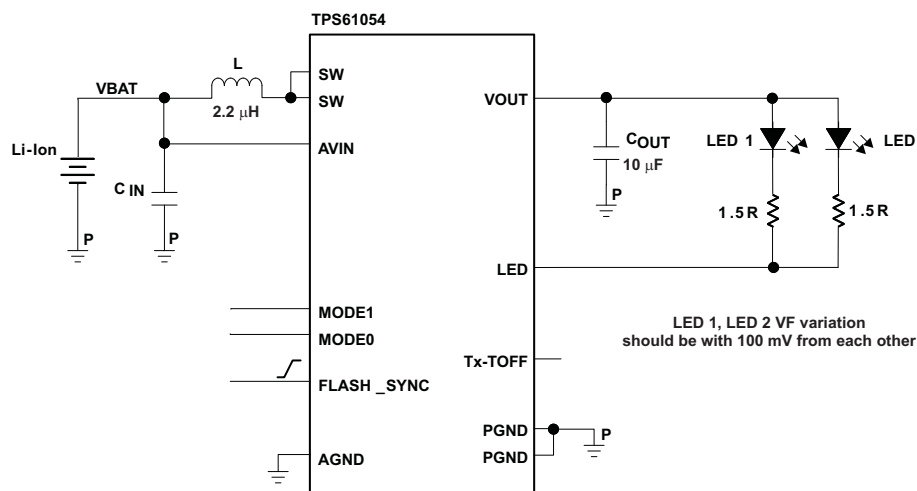 TPS61054
L
SW
VBAT
SW
2.2 μH
VOUT
Li-Ion
AVIN
C IN
COUT
10 μF
LED 1
LED
P
P
P
1.5R
1.5R
LED
MODE1
MODE0
LED 1, LED 2 VF variation
should be with 100 mV from each other
Tx-TOFF
FLASH _SYNC
PGND
P
AGND
PGND